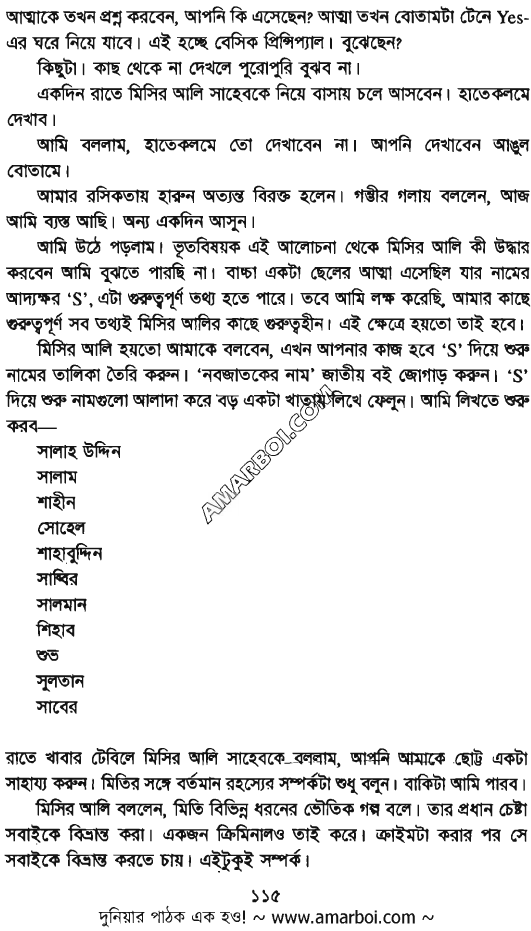 আত্মাকে তখন প্রশ্ন করবেন, আপনি কি এসেছেন? আত্মা তখন বোতামটা টেনে Yes-
এর ঘরে নিয়ে যাবে। এই হচ্ছে বেসিক প্রিন্সিপ্যাল। বুঝেছেন?
কিছুটা। কাছ থেকে না দেখলে পুরোপুরি বুঝব না।
একদিন রাতে মিসির আলি সাহেবকে নিয়ে বাসায় চলে আসবেন। হাতেকলমে
দেখাব।
আমি বললাম, হাতেকলমে তো দেখাবেন না। আপনি দেখাবেন আঙুল
বোতামে।
আমার রসিকতায় হারুন অত্যন্ত বিরক্ত হলেন। গম্ভীর গলায় বললেন, আজ
আমি ব্যস্ত আছি। অন্য একদিন আসুন।
আমি উঠে পড়লাম। ভূতবিষয়ক এই আলোচনা থেকে মিসির আলি কী উদ্ধার
করবেন আমি বুঝতে পারছি না। বাচ্চা একটা ছেলের আত্মা এসেছিল যার নামের
আদ্যক্ষর ‘S’, এটা গুরুত্বপূর্ণ তথ্য হতে পারে। তবে আমি লক্ষ করেছি, আমার কাছে
গুরুত্বপূর্ণ সব তথ্যই মিসির আলির কাছে গুরুত্বহীন। এই ক্ষেত্রে হয়তো তাই হবে।
মিসির আলি হয়তো আমাকে বলবেন, এখন আপনার কাজ হবে ‘S’ দিয়ে শুরু
নামের তালিকা তৈরি করুন। ‘নবজাতকের নাম’ জাতীয় বই জোগাড় করুন। ‘S’
দিয়ে শুরু নামগুলো আলাদা করে বড় একটা খাতায় লিখে ফেলুন। আমি লিখতে শুরু
করব—
সালাহ উদ্দিন
সালাম
শাহীন
সোহেল
শাহাবুদ্দিন
সাব্বির
সালমান
শিহাব
শুভ
সুলতান
সাবের
AMARBOI.COM
রাতে খাবার টেবিলে মিসির আলি সাহেবকে বললাম, আপনি আমাকে ছোট্ট একটা
সাহায্য করুন। মিতির সঙ্গে বর্তমান রহস্যের সম্পর্কটা শুধু বলুন। বাকিটা আমি পারব।
মিসির আলি বললেন, মিতি বিভিন্ন ধরনের ভৌতিক গল্প বলে। তার প্রধান চেষ্টা
সবাইকে বিভ্রান্ত করা। একজন ক্রিমিনালও তাই করে। ক্রাইমটা করার পর সে
সবাইকে বিভ্রান্ত করতে চায়। এইটুকুই সম্পর্ক।
১১৫
দুনিয়ার পাঠক এক হও! ~ www.amarboi.com ~